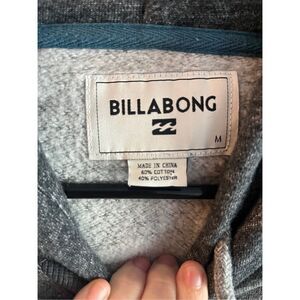 BILLABONG
M
MADE IN CHINA
60% COTTON
40% POLYESTER